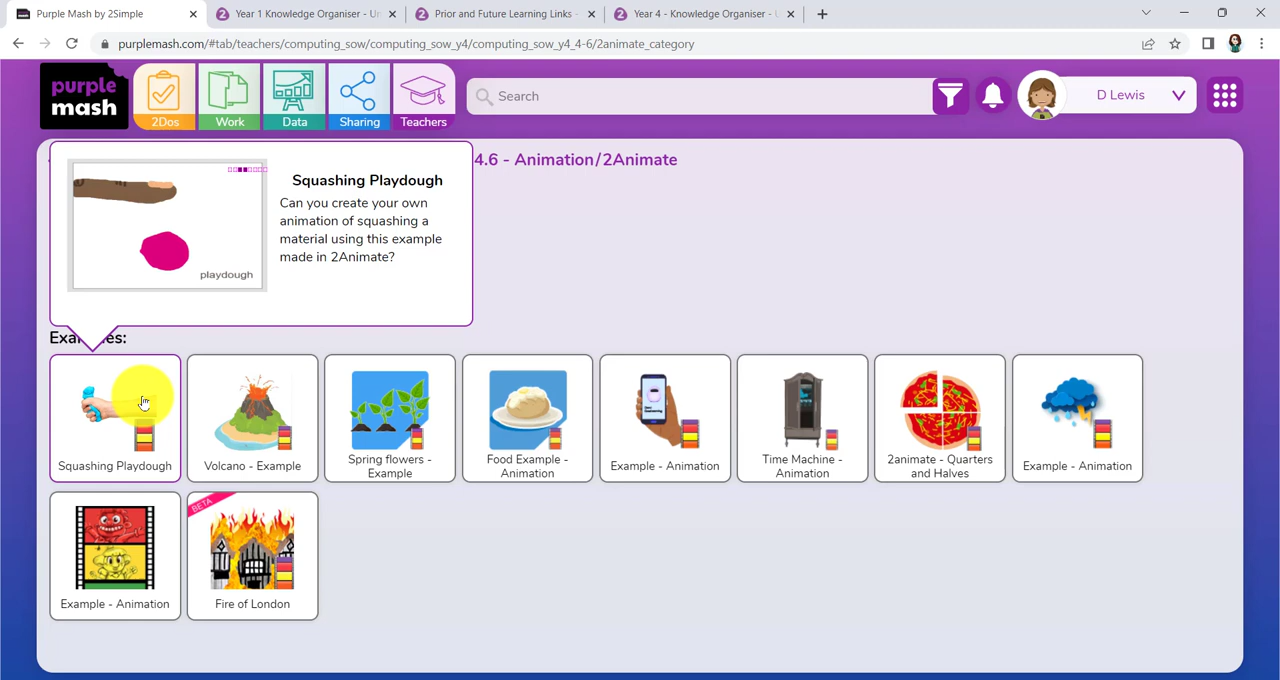 Purple Mash by 2Simple
Year 1 Knowledge Organiser - Un
Prior and Future Learning Links -
Year 4 - Knowledge Organiser - U
purplemash.com/#tab/teachers/computing_sow/computing_sow_y4/computing_sow_y4_4-6/2animate_category
purple
mash
2Dos
Work
Data
Sharing
Teachers
Search
D Lewis
4.6 - Animation/2Animate
Squashing Playdough
Can you create your own
animation of squashing a
material using this example
made in 2Animate?
playdough
Squashing Playdough
Volcano - Example
Spring flowers -
Example
Food Example -
Animation
Example - Animation
Time Machine -
Animation
2animate - Quarters
and Halves
Example - Animation
Example - Animation
BETA
Fire of London